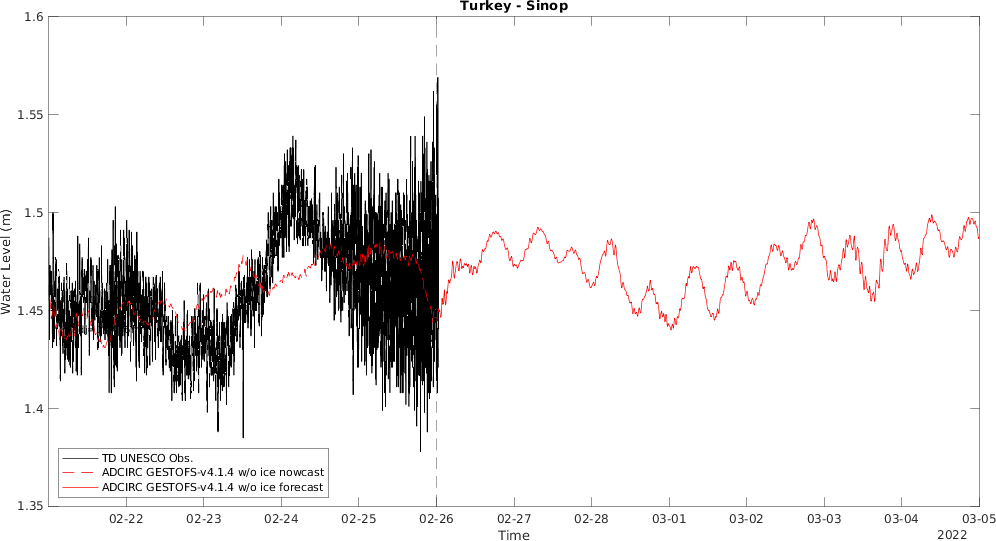 Turkey - Sinop
Water Level (m)
1.6
1.55
1.5
1.45
1.4
1.35
TD UNESCO Obs.
ADCIRC GESTOFS-v4.1.4 w/o ice nowcast
ADCIRC GESTOFS-v4.1.4 w/o ice forecast
02-22 02-23 02-24 02-25 02-26 02-27 02-28 03-01 03-02 03-03 03-04 03-05
Time
2022